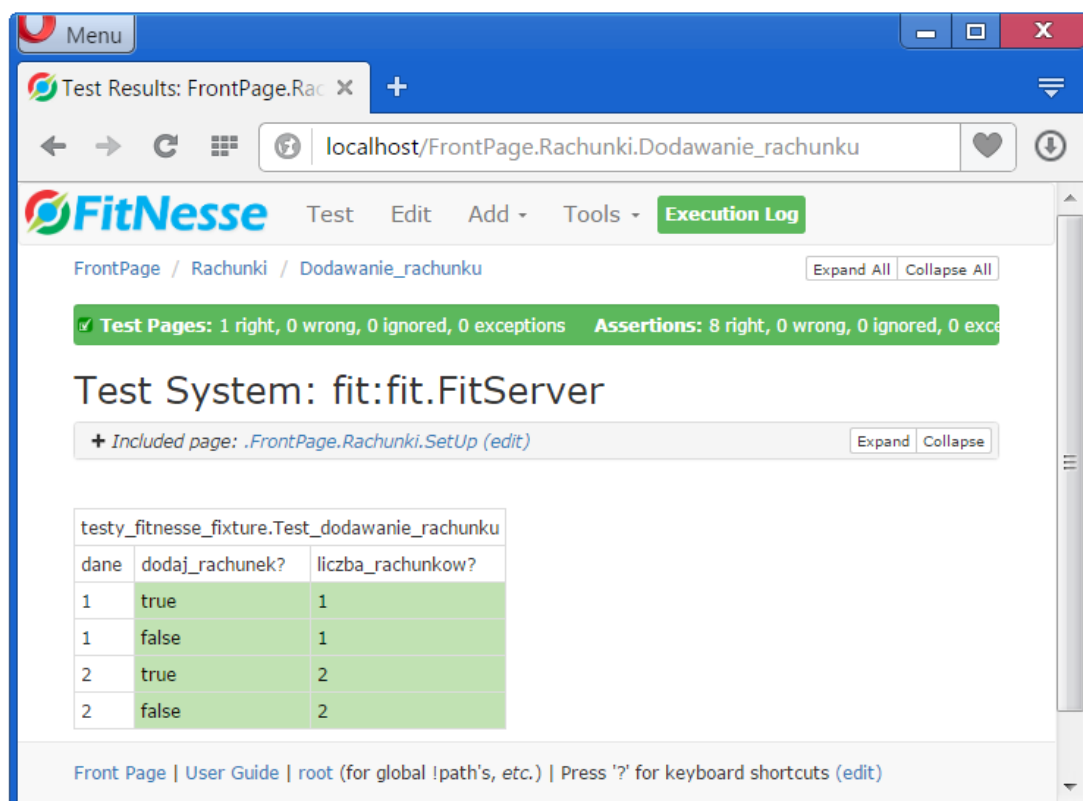 Menu
Test Results: FrontPage.Rac
localhost/FrontPage.Rachunki.Dodawanie_rachunku
FitNesse Test Edit Add Tools Execution Log
FrontPage / Rachunki / Dodawanie_rachunku Expand All Collapse All
Test Pages: 1 right, 0 wrong, 0 ignored, 0 exceptions Assertions: 8 right, 0 wrong, 0 ignored, 0 exce
Test System: fit:fit.FitServer
+ Included page: .FrontPage.Rachunki.SetUp (edit) Expand Collapse
testy_fitnesse_fixture.Test_dodawanie_rachunku
dane dodaj_rachunek? liczba_rachunkow?
1 true 1
1 false 1
2 true 2
2 false 2
Front Page | User Guide | root (for global !path's, etc.) | Press '?' for keyboard shortcuts (edit)